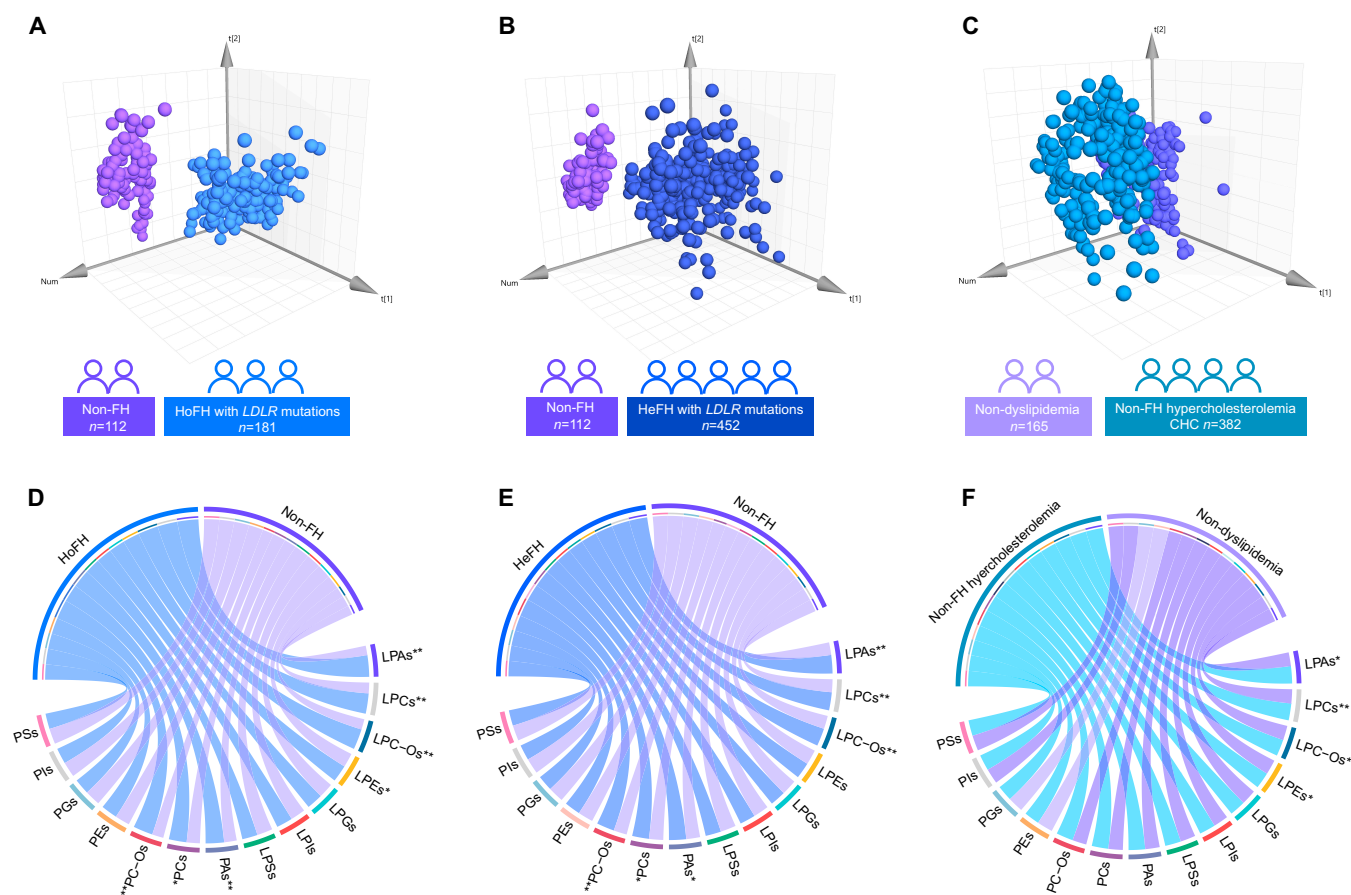 A
t[2]
Num
t[1]
Non-FH
n=112
HoFH with LDLR mutations
n=181
B
t[2]
Num
t[1]
Non-FH
n=112
HeFH with LDLR mutations
n=452
C
t[2]
Num
t[1]
Non-dyslipidemia
n=165
Non-FH hypercholesterolemia
CHC n=382
D
HoFH
Non-FH
LPAs**
LPCs**
LPC-Os**
LPEs*
LPGs
LPIs
LPSs
PAs**
*PCs
**PC-Os
PEs
PGs
PIs
PSs
E
HeFH
Non-FH
LPAs**
LPCs**
LPC-Os**
LPEs
LPGs
LPIs
LPSs
PAs*
*PCs
**PC-Os
PEs
PGs
PIs
PSs
F
Non-FH hyercholesterolemia
Non-dyslipidemia
LPAs*
LPCs**
LPC-Os*
LPEs*
LPGs
LPIs
LPSs
PAs
PCs
PC-Os
PEs
PGs
PIs
PSs